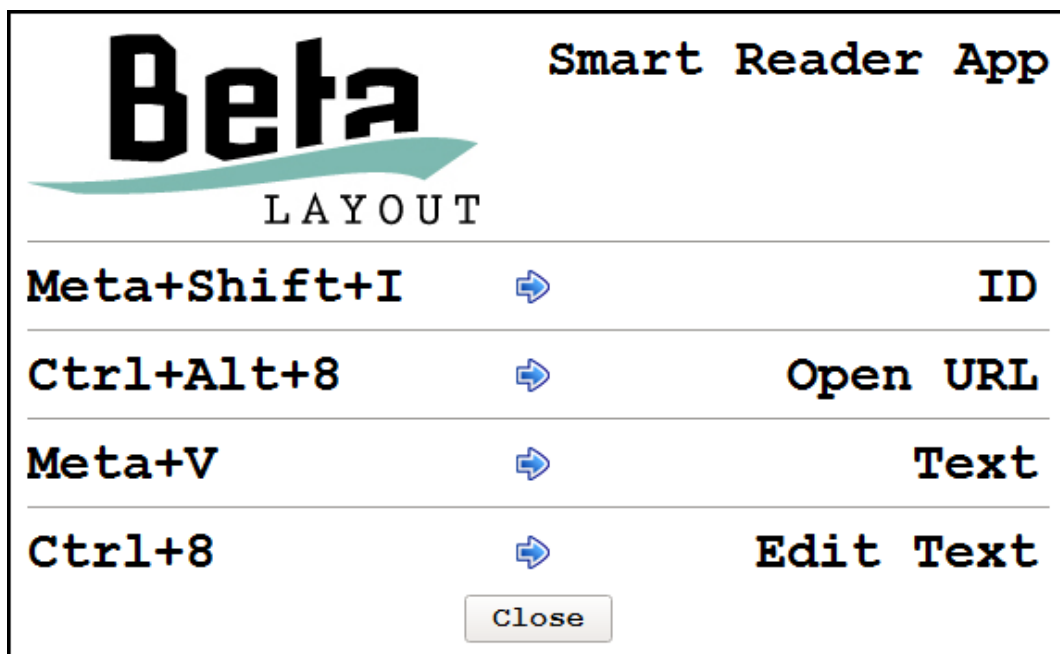 Beta
LAYOUT
Smart Reader App
Meta+Shift+I ID
Ctrl+Alt+8 Open URL
Meta+V Text
Ctrl+8 Edit Text
Close